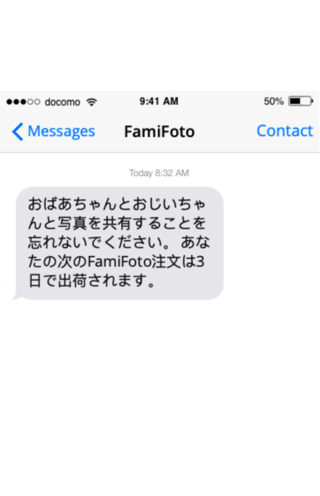 docomo 9:41 AM 50%
Messages FamiFoto Contact
Today 8:32 AM
おばあちゃんとおじいちゃ
んと写真を共有することを
忘れないでください。 あな
たの次のFamiFoto注文は3
日で出荷されます。